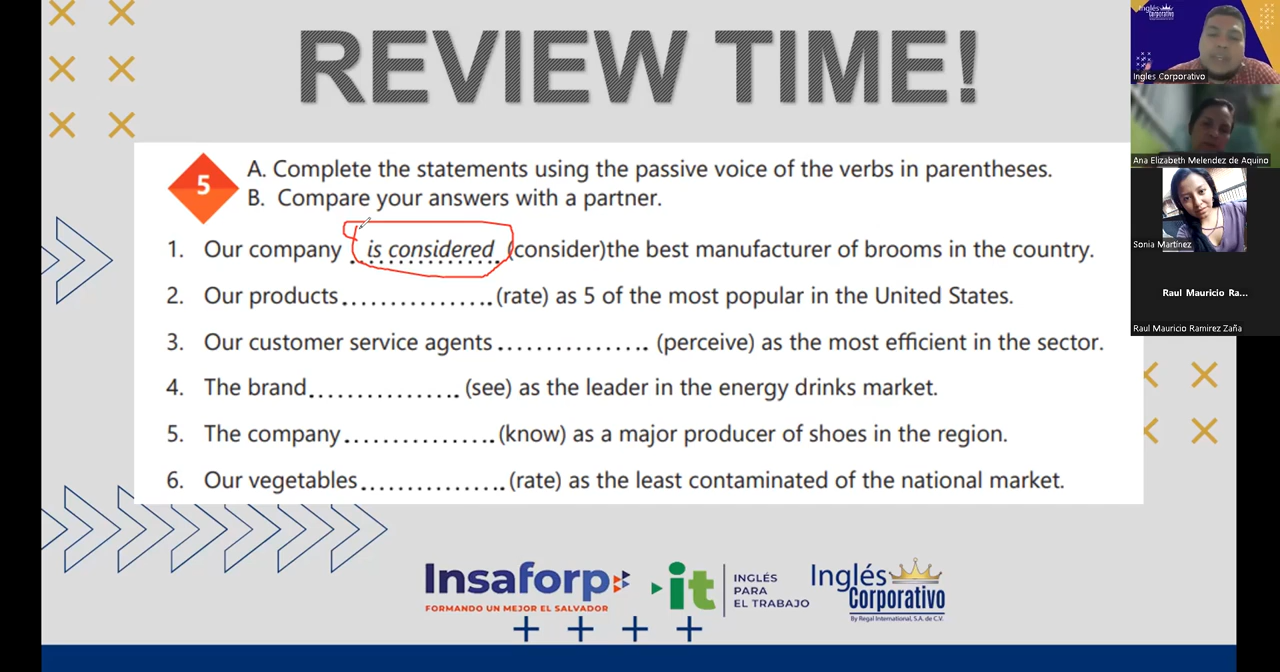 REVIEW TIME!
5
A. Complete the statements using the passive voice of the verbs in parentheses.
B. Compare your answers with a partner.
1. Our company is considered (consider)the best manufacturer of brooms in the country.
2. Our products................(rate) as 5 of the most popular in the United States.
3. Our customer service agents................ (perceive) as the most efficient in the sector.
4. The brand................(see) as the leader in the energy drinks market.
5. The company................(know) as a major producer of shoes in the region.
6. Our vegetables................(rate) as the least contaminated of the national market.
Insaforp
FORMANDO UN MEJOR EL SALVADOR
it
INGLÉS
PARA
EL TRABAJO
Inglés
Corporativo
By Regal International, S.A. de C.V.
Inglés
Corporativo
Ingles Corporativo
Ana Elizabeth Melendez de Aquino
Sonia Martínez
Raul Mauricio Ra...
Raul Mauricio Ramirez Zaña